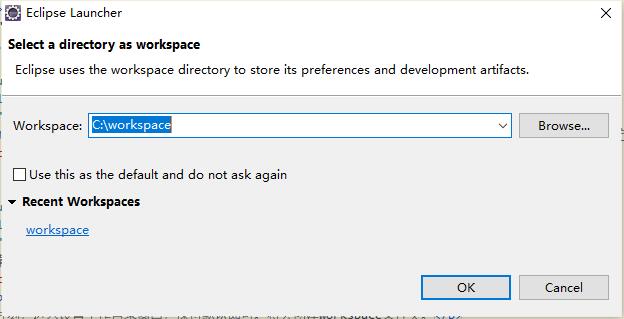 Eclipse Launcher
Select a directory as workspace
Eclipse uses the workspace directory to store its preferences and development artifacts.
Workspace: C:\workspace Browse...
Use this as the default and do not ask again
Recent Workspaces
workspace
OK Cancel